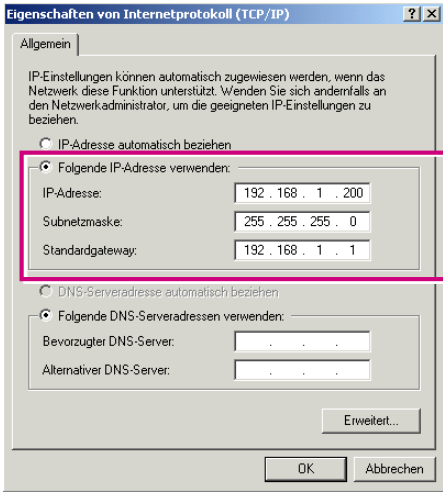 Eigenschaften von Internetprotokoll (TCP/IP)
Allgemein
IP-Einstellungen können automatisch zugewiesen werden, wenn das
Netzwerk diese Funktion unterstützt. Wenden Sie sich andernfalls an
den Netzwerkadministrator, um die geeigneten IP-Einstellungen zu
beziehen.
IP-Adresse automatisch beziehen
Folgende IP-Adresse verwenden:
IP-Adresse: 192 . 168 . 1 . 200
Subnetzmaske: 255 . 255 . 255 . 0
Standardgateway: 192 . 168 . 1 . 1
DNS-Serveradresse automatisch beziehen
Folgende DNS-Serveradressen verwenden:
Bevorzugter DNS-Server: . . .
Alternativer DNS-Server: . . .
Erweitert...
OK Abbrechen